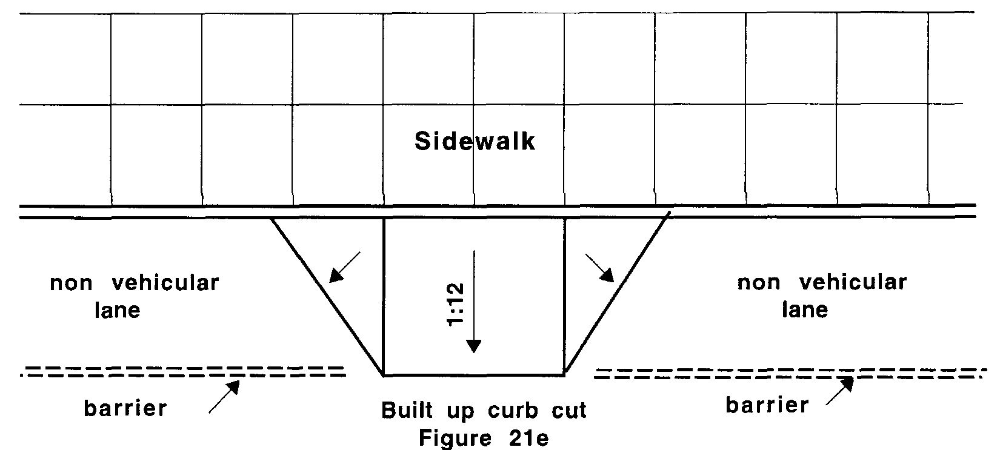 Sidewalk
non vehicular
lane
1:12
non vehicular
lane
barrier
barrier
Built up curb cut
Figure 21e